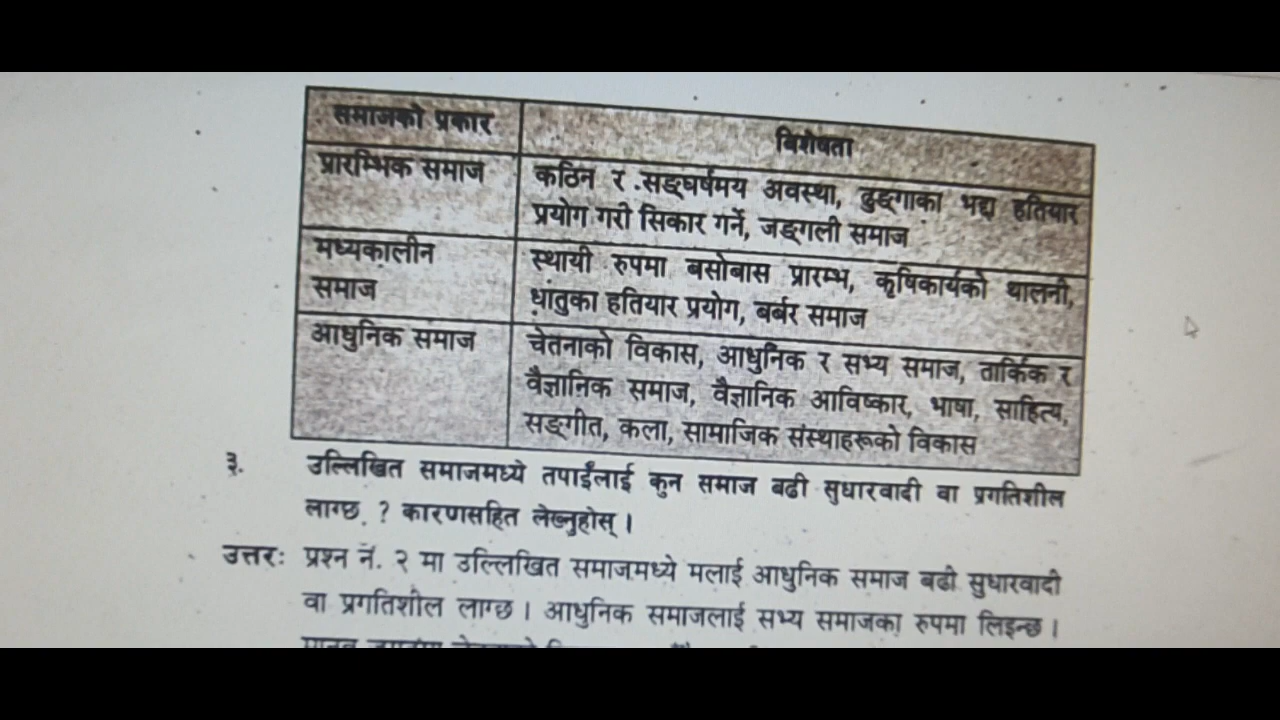 समाजको प्रकार
विशेषता
प्रारम्भिक समाज
कठिन र सङ्घर्षमय अवस्था, ढुङ्गाका भद्दा हतियार
प्रयोग गरी सिकार गर्ने, जङ्गली समाज
मध्यकालीन
समाज
स्थायी रुपमा बसोबास प्रारम्भ, कृषिकार्यको थालनी,
धातुका हतियार प्रयोग, बर्बर समाज
आधुनिक समाज
चेतनाको विकास, आधुनिक र सभ्य समाज, तार्किक र
वैज्ञानिक समाज, वैज्ञानिक आविष्कार, भाषा, साहित्य,
सङ्गीत, कला, सामाजिक संस्थाहरूको विकास
३. उल्लिखित समाजमध्ये तपाईंलाई कुन समाज बढी सुधारवादी वा प्रगतिशील
लाग्छ ? कारणसहित लेख्नुहोस् ।
उत्तरः प्रश्न नं. २ मा उल्लिखित समाजमध्ये मलाई आधुनिक समाज बढी सुधारवादी
वा प्रगतिशील लाग्छ । आधुनिक समाजलाई सभ्य समाजका रुपमा लिइन्छ ।